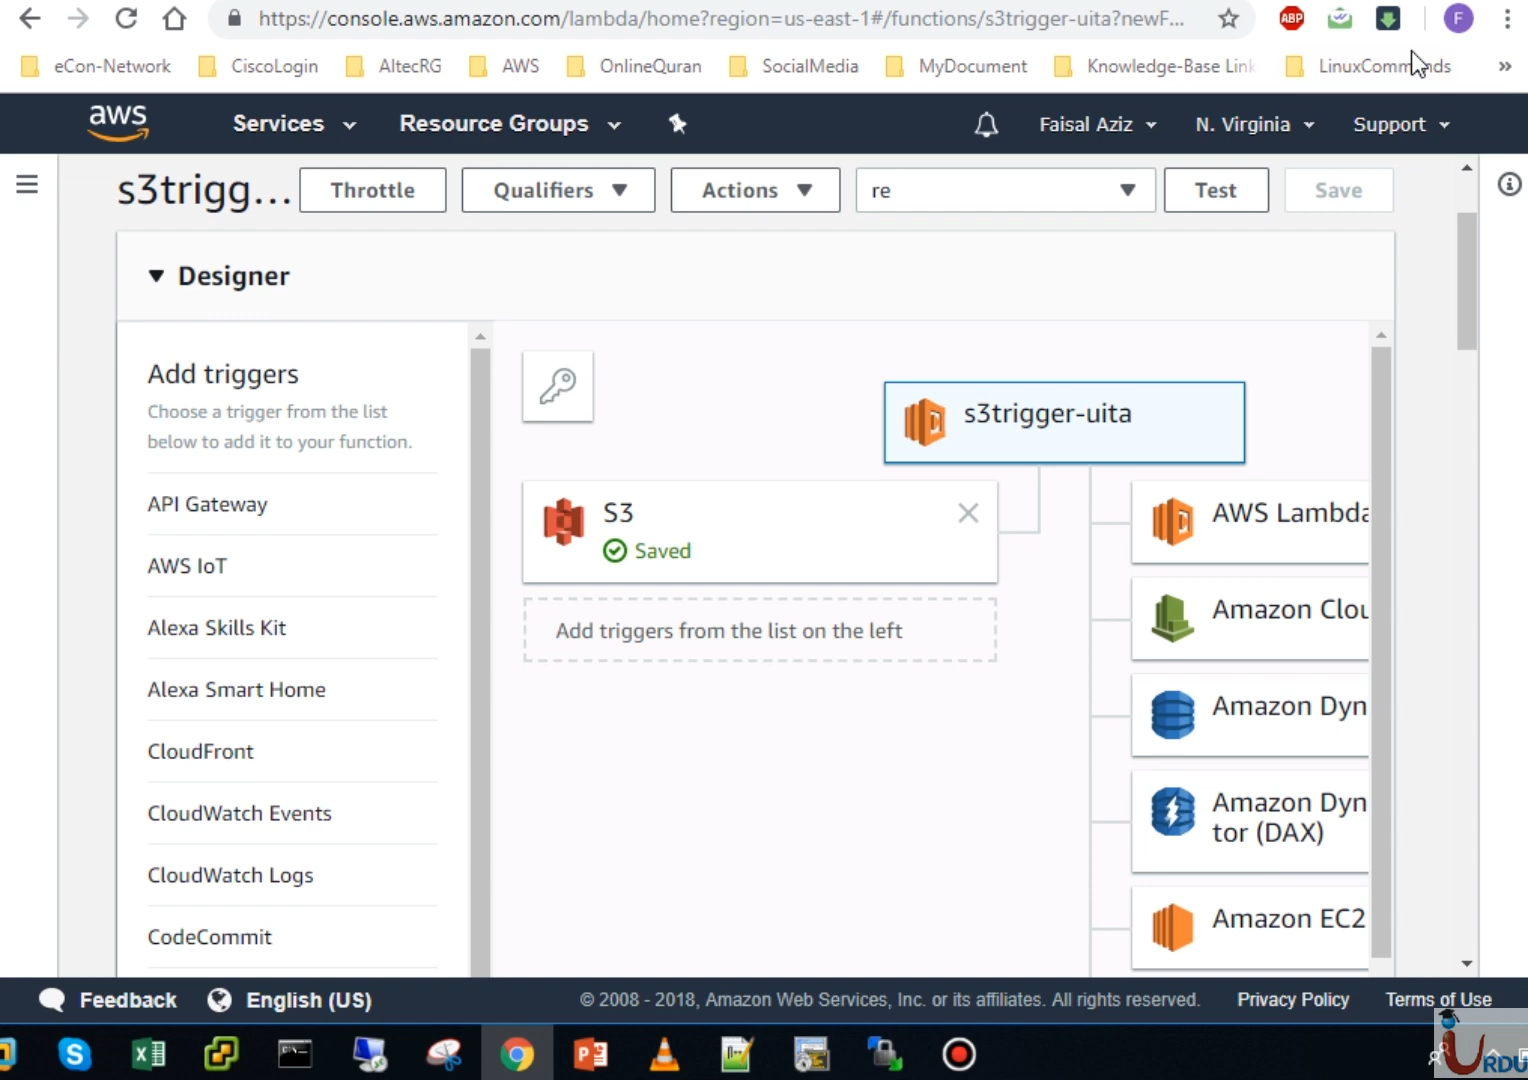 https://console.aws.amazon.com/lambda/home?region=us-east-1#/functions/s3trigger-uita?newF...
ABP
F
eCon-Network
CiscoLogin
AltecRG
AWS
OnlineQuran
SocialMedia
MyDocument
Knowledge-Base Link
LinuxCommands
»
aws
Services
Resource Groups
Faisal Aziz
N. Virginia
Support
s3trigg...
Throttle
Qualifiers
Actions
re
Test
Save
Designer
Add triggers
Choose a trigger from the list
below to add it to your function.
API Gateway
AWS IoT
Alexa Skills Kit
Alexa Smart Home
CloudFront
CloudWatch Events
CloudWatch Logs
CodeCommit
s3trigger-uita
S3
Saved
Add triggers from the list on the left
AWS Lambda
Amazon Clou
Amazon Dyn
Amazon Dyn
tor (DAX)
Amazon EC2
Feedback
English (US)
© 2008 - 2018, Amazon Web Services, Inc. or its affiliates. All rights reserved.
Privacy Policy
Terms of Use
URDU